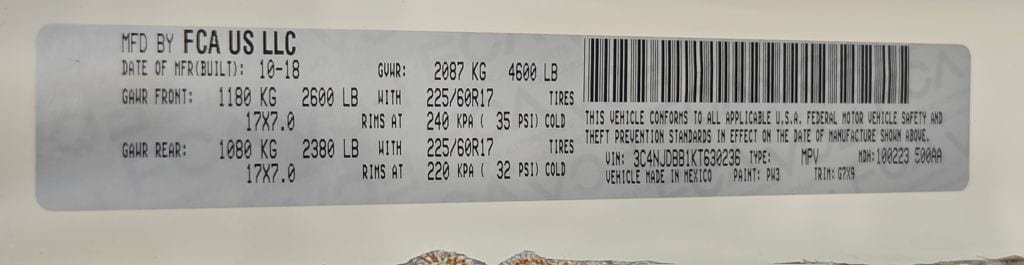 MFD BY FCA US LLC
DATE OF MFR(BUILT): 10-18 GVWR: 2087 KG 4600 LB
GAWR FRONT: 1180 KG 2600 LB WITH 225/60R17 TIRES
17X7.0 RIMS AT 240 KPA ( 35 PSI) COLD
GAWR REAR: 1080 KG 2380 LB WITH 225/60R17 TIRES
17X7.0 RIMS AT 220 KPA ( 32 PSI) COLD
THIS VEHICLE CONFORMS TO ALL APPLICABLE U.S.A. FEDERAL MOTOR VEHICLE SAFETY AND
THEFT PREVENTION STANDARDS IN EFFECT ON THE DATE OF MANUFACTURE SHOWN ABOVE.
VIN: 3C4NJDBB1KT630236 TYPE: MPV MDH:100223 500AA
VEHICLE MADE IN MEXICO PAINT: PW3 TRIM: G7X9